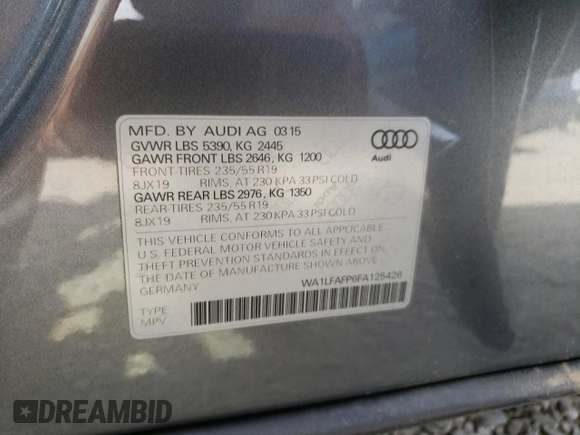 MFD. BY AUDI AG 03 15
GVWR LBS 5390, KG 2445
GAWR FRONT LBS 2646, KG 1200
FRONT-TIRES 235/55 R19
8JX19 RIMS, AT 230 KPA 33 PSI COLD
GAWR REAR LBS 2976, KG 1350
REAR-TIRES 235/55 R19
8JX19 RIMS, AT 230 KPA 33 PSI COLD
Audi
THIS VEHICLE CONFORMS TO ALL APPLICABLE
U.S. FEDERAL MOTOR VEHICLE SAFETY AND
THEFT PREVENTION STANDARDS IN EFFECT ON
THE DATE OF MANUFACTURE SHOWN ABOVE
GERMANY
WA1LFAFP6FA125426
TYPE
MPV
DREAMBID